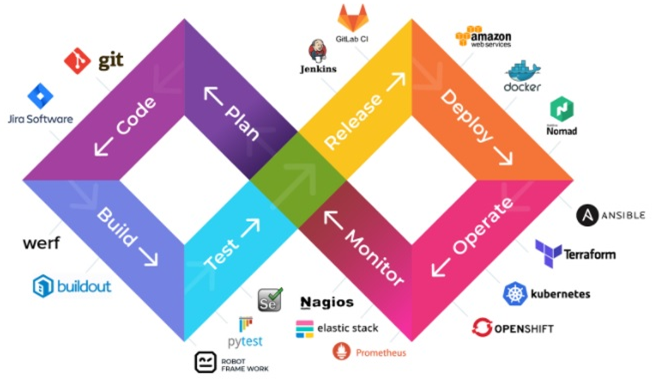 git
Jira Software
Code
Plan
Jenkins
GitLab CI
Release
amazon
web services
docker
HashiCorp
Nomad
Deploy
werf
buildout
Build
Test
Se
pytest
ROBOT
FRAME WORK
Nagios
elastic stack
Prometheus
Monitor
Operate
A ANSIBLE
Terraform
kubernetes
OPENSHIFT